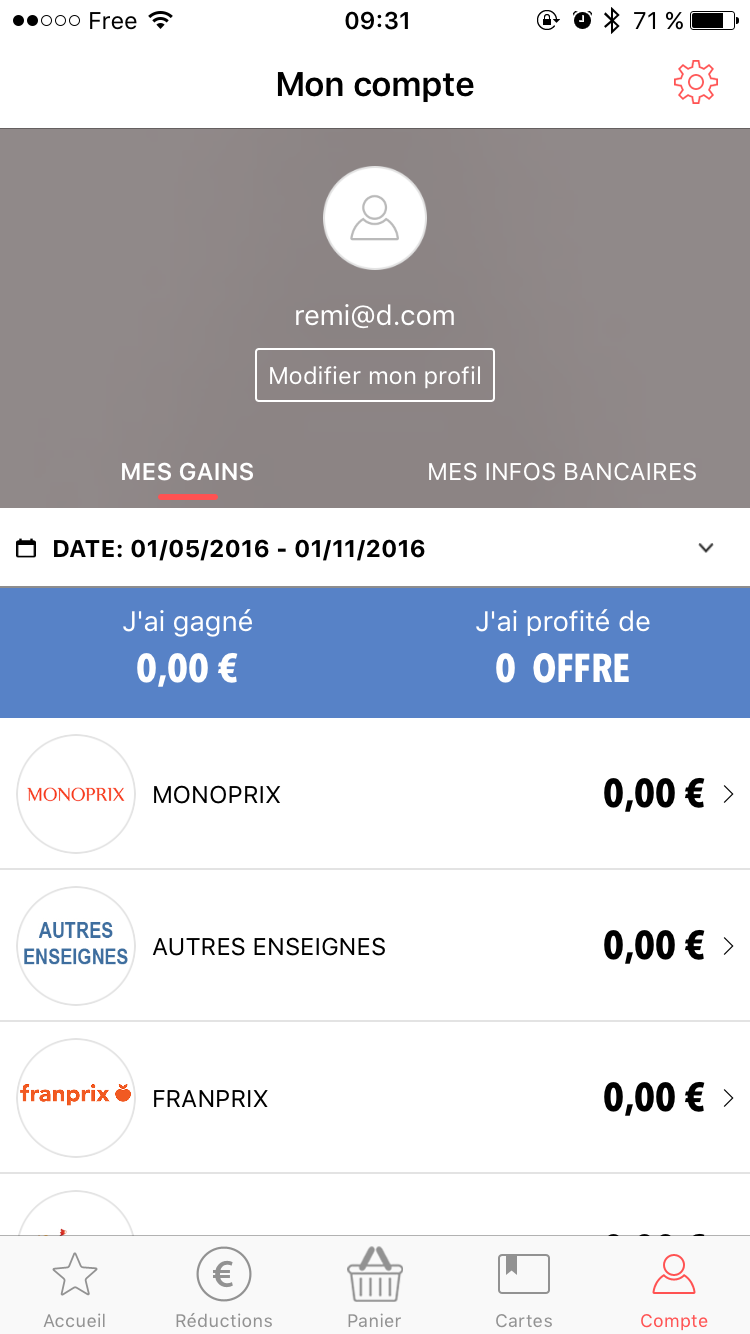 Free 09:31 71 %
Mon compte
remi@d.com
Modifier mon profil
MES GAINS MES INFOS BANCAIRES
DATE: 01/05/2016 - 01/11/2016
J'ai gagné J'ai profité de
0,00 € 0 OFFRE
MONOPRIX MONOPRIX 0,00 €
AUTRES
ENSEIGNES AUTRES ENSEIGNES 0,00 €
franprix FRANPRIX 0,00 €
€
Accueil Réductions Panier Cartes Compte